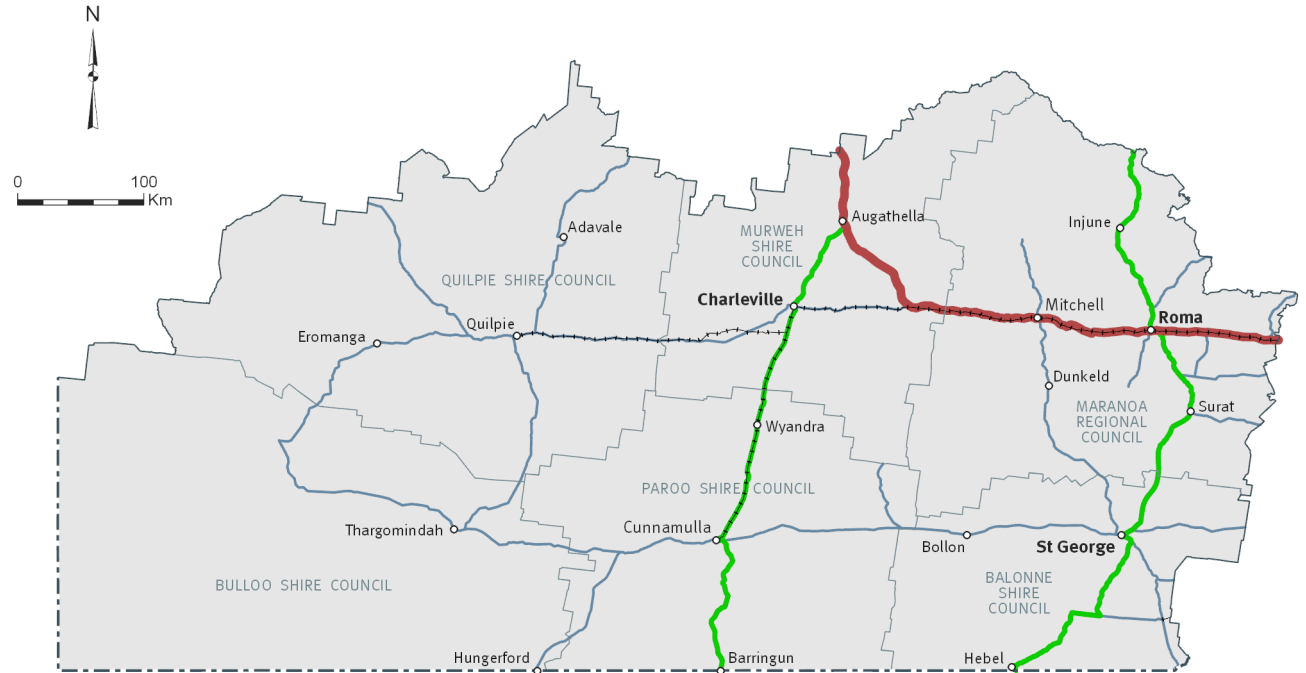 N
0 100
Km
Adavale
Augathella
Injune
MURWEH
SHIRE
COUNCIL
QUILPIE SHIRE COUNCIL
Charleville
Mitchell
Roma
Quilpie
Eromanga
Dunkeld
MARANOA
REGIONAL
COUNCIL
Surat
Wyandra
PAROO SHIRE COUNCIL
Thargomindah
Cunnamulla
Bollon
St George
BULLOO SHIRE COUNCIL
BALONNE
SHIRE
COUNCIL
Hungerford
Barringun
Hebel